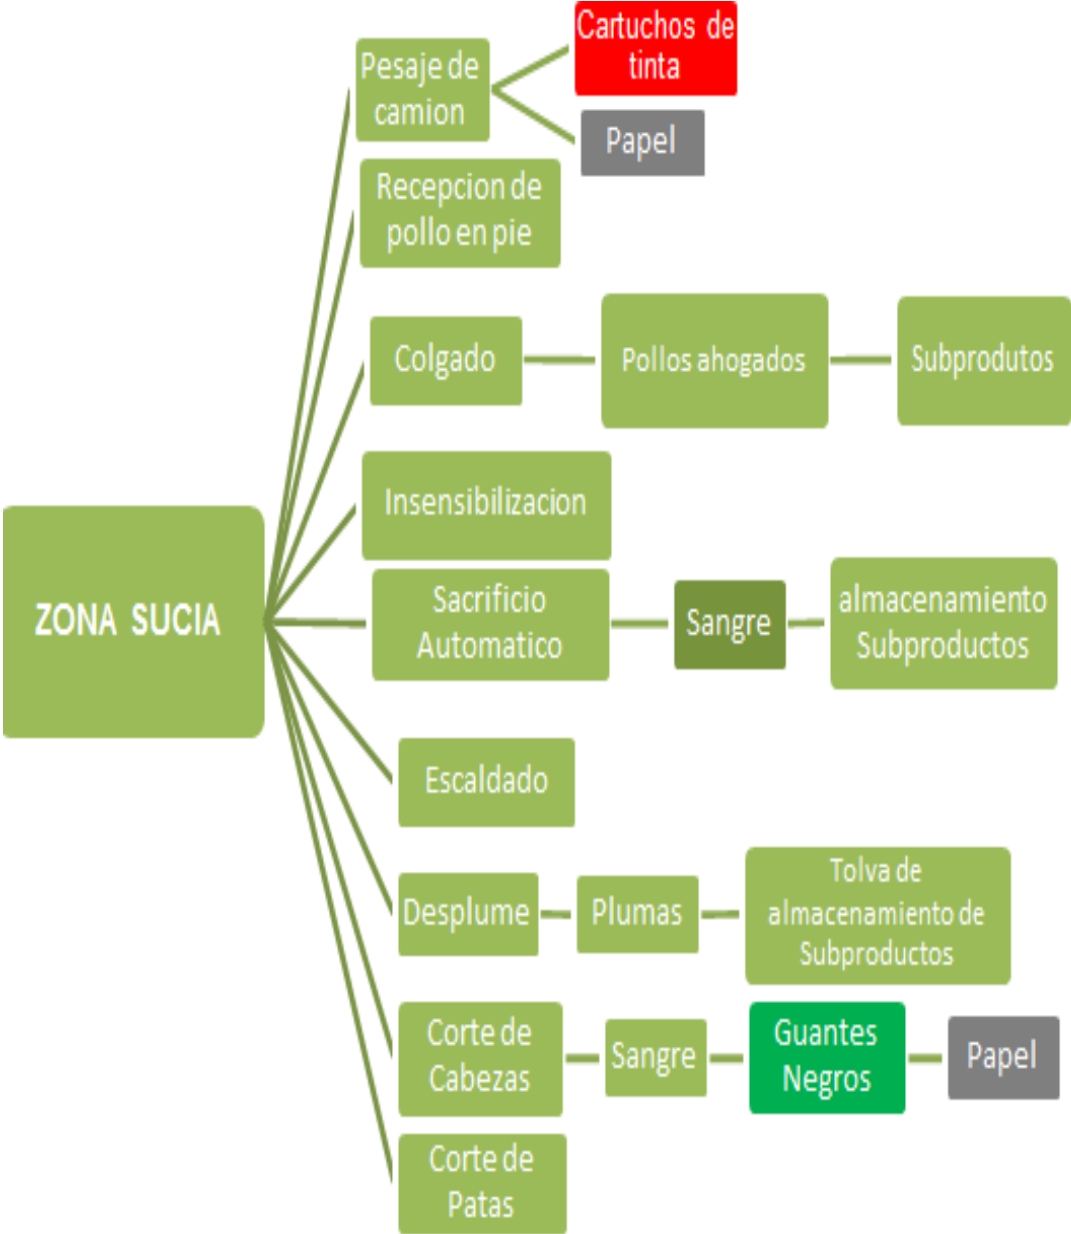 Cartuchos de
tinta
Pesaje de
camion
Papel
Recepcion de
pollo en pie
Colgado
Pollos ahogados
Subprodutos
Insensibilizacion
ZONA SUCIA
Sacrificio
Automatico
Sangre
almacenamiento
Subproductos
Escaldado
Desplume
Plumas
Tolva de
almacenamiento de
Subproductos
Corte de
Cabezas
Sangre
Guantes
Negros
Papel
Corte de
Patas